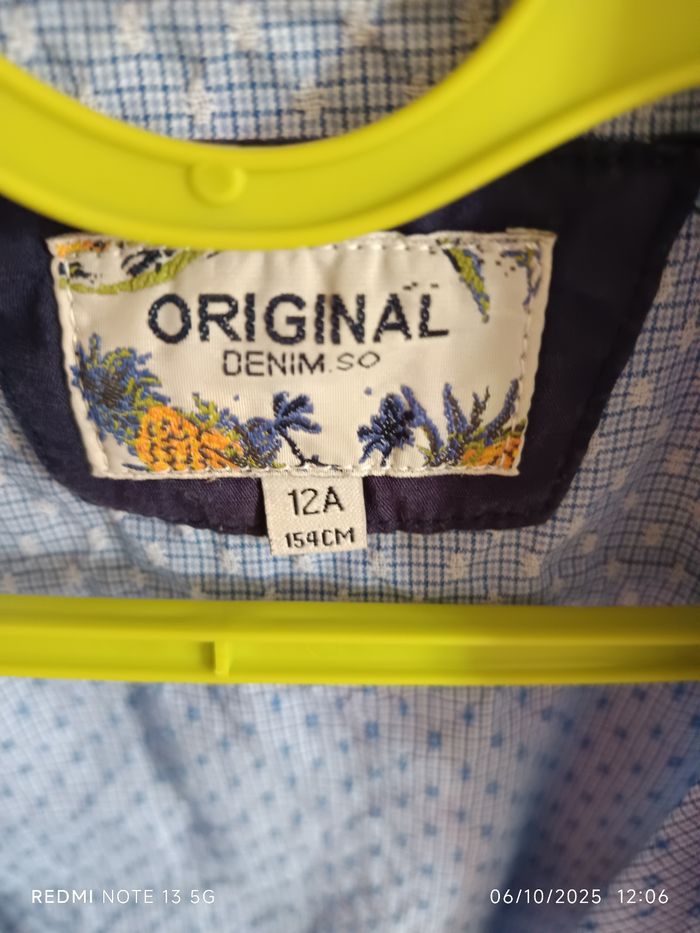 ORIGINAL
DENIM.SO
12A
154CM
REDMI NOTE 13 5G
06/10/2025 12:06